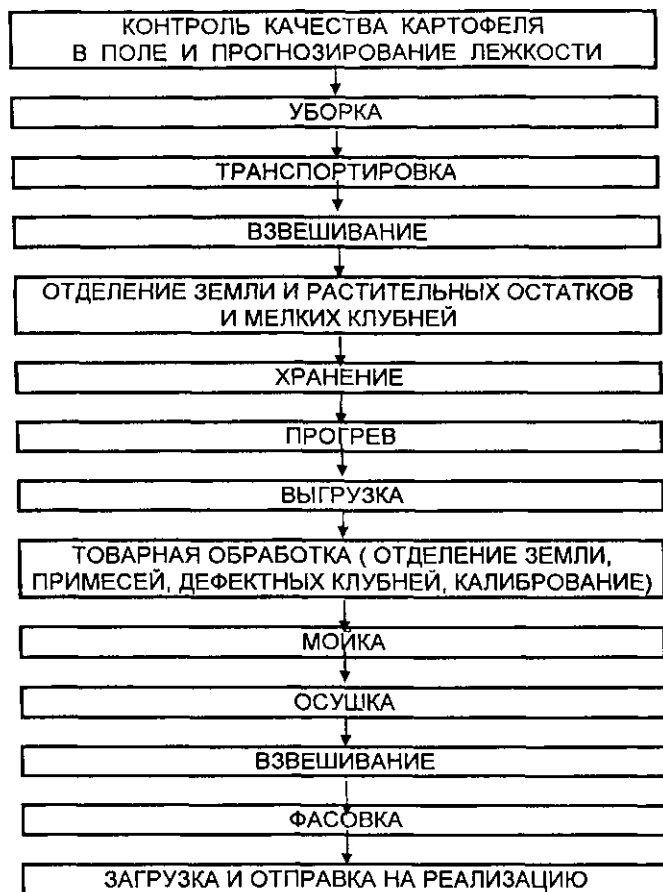 КОНТРОЛЬ КАЧЕСТВА КАРТОФЕЛЯ
В ПОЛЕ И ПРОГНОЗИРОВАНИЕ ЛЕЖКОСТИ
УБОРКА
ТРАНСПОРТИРОВКА
ВЗВЕШИВАНИЕ
ОТДЕЛЕНИЕ ЗЕМЛИ И РАСТИТЕЛЬНЫХ ОСТАТКОВ
И МЕЛКИХ КЛУБНЕЙ
ХРАНЕНИЕ
ПРОГРЕВ
ВЫГРУЗКА
ТОВАРНАЯ ОБРАБОТКА ( ОТДЕЛЕНИЕ ЗЕМЛИ,
ПРИМЕСЕЙ, ДЕФЕКТНЫХ КЛУБНЕЙ, КАЛИБРОВАНИЕ)
МОЙКА
ОСУШКА
ВЗВЕШИВАНИЕ
ФАСОВКА
ЗАГРУЗКА И ОТПРАВКА НА РЕАЛИЗАЦИЮ